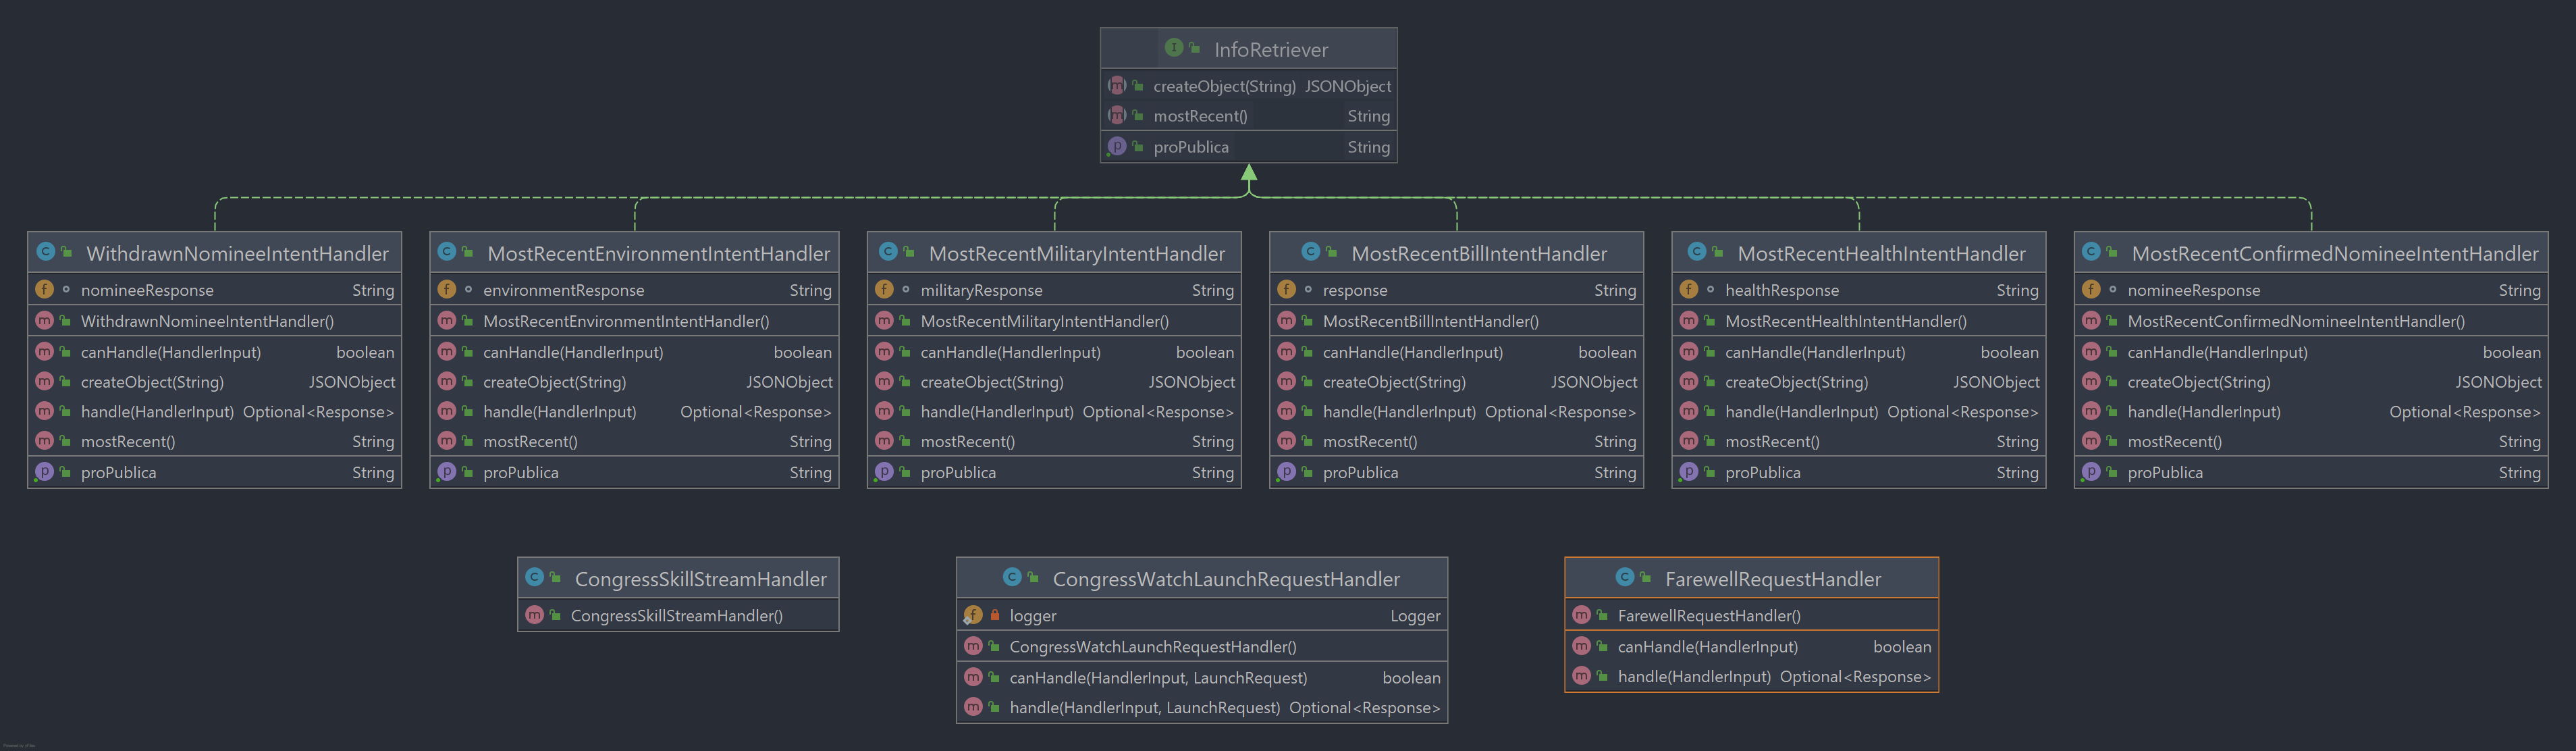 InfoRetriever
createObject(String) JSONObject
mostRecent() String
proPublica String
WithdrawnNomineeIntentHandler
nomineeResponse String
WithdrawnNomineeIntentHandler()
canHandle(HandlerInput) boolean
createObject(String) JSONObject
handle(HandlerInput) Optional<Response>
mostRecent() String
proPublica String
MostRecentEnvironmentIntentHandler
environmentResponse String
MostRecentEnvironmentIntentHandler()
canHandle(HandlerInput) boolean
createObject(String) JSONObject
handle(HandlerInput) Optional<Response>
mostRecent() String
proPublica String
MostRecentMilitaryIntentHandler
militaryResponse String
MostRecentMilitaryIntentHandler()
canHandle(HandlerInput) boolean
createObject(String) JSONObject
handle(HandlerInput) Optional<Response>
mostRecent() String
proPublica String
MostRecentBillIntentHandler
response String
MostRecentBillIntentHandler()
canHandle(HandlerInput) boolean
createObject(String) JSONObject
handle(HandlerInput) Optional<Response>
mostRecent() String
proPublica String
MostRecentHealthIntentHandler
healthResponse String
MostRecentHealthIntentHandler()
canHandle(HandlerInput) boolean
createObject(String) JSONObject
handle(HandlerInput) Optional<Response>
mostRecent() String
proPublica String
MostRecentConfirmedNomineeIntentHandler
nomineeResponse String
MostRecentConfirmedNomineeIntentHandler()
canHandle(HandlerInput) boolean
createObject(String) JSONObject
handle(HandlerInput) Optional<Response>
mostRecent() String
proPublica String
CongressSkillStreamHandler
CongressSkillStreamHandler()
CongressWatchLaunchRequestHandler
logger Logger
CongressWatchLaunchRequestHandler()
canHandle(HandlerInput, LaunchRequest) boolean
handle(HandlerInput, LaunchRequest) Optional<Response>
FarewellRequestHandler
FarewellRequestHandler()
canHandle(HandlerInput) boolean
handle(HandlerInput) Optional<Response>